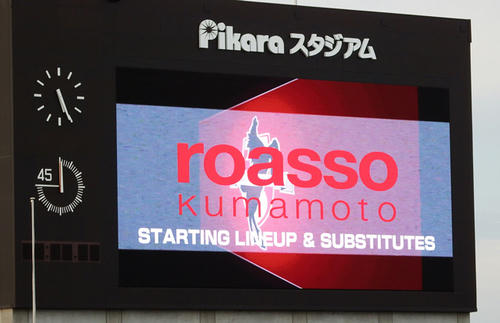 Pikara スタジアム
45
roasso
kumamoto
STARTING LINEUP & SUBSTITUTES